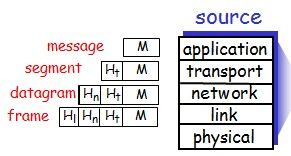 source
message M application
segment Ht M transport
datagram Hn Ht M network
frame Hl Hn Ht M link
physical